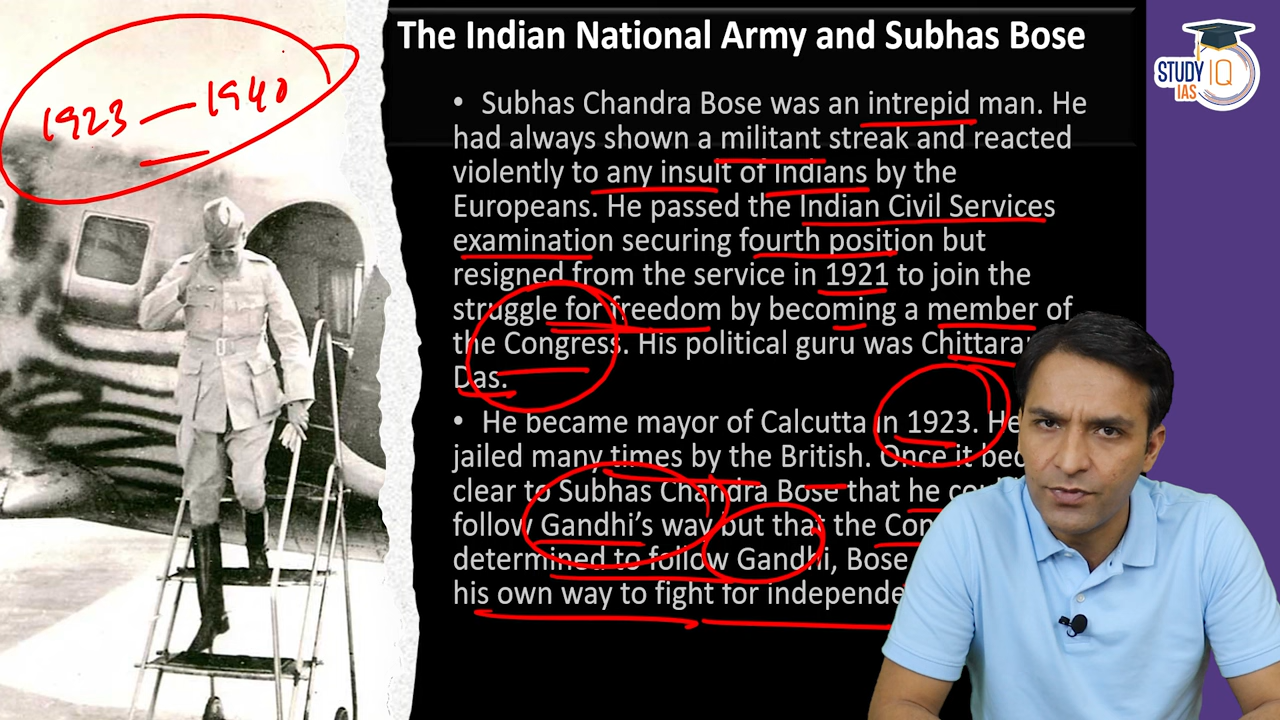 The Indian National Army and Subhas Bose
STUDY IQ
IAS
1923 — 1940
• Subhas Chandra Bose was an intrepid man. He
had always shown a militant streak and reacted
violently to any insult of Indians by the
Europeans. He passed the Indian Civil Services
examination securing fourth position but
resigned from the service in 1921 to join the
struggle for freedom by becoming a member of
the Congress. His political guru was
Das.
• He became mayor of Calcutta in 1923. He
jailed many times by the British. Once it
clear to Subhas Chandra Bose that he
follow Gandhi's way but that the
determined to follow Gandhi, Bose
his own way to fight for